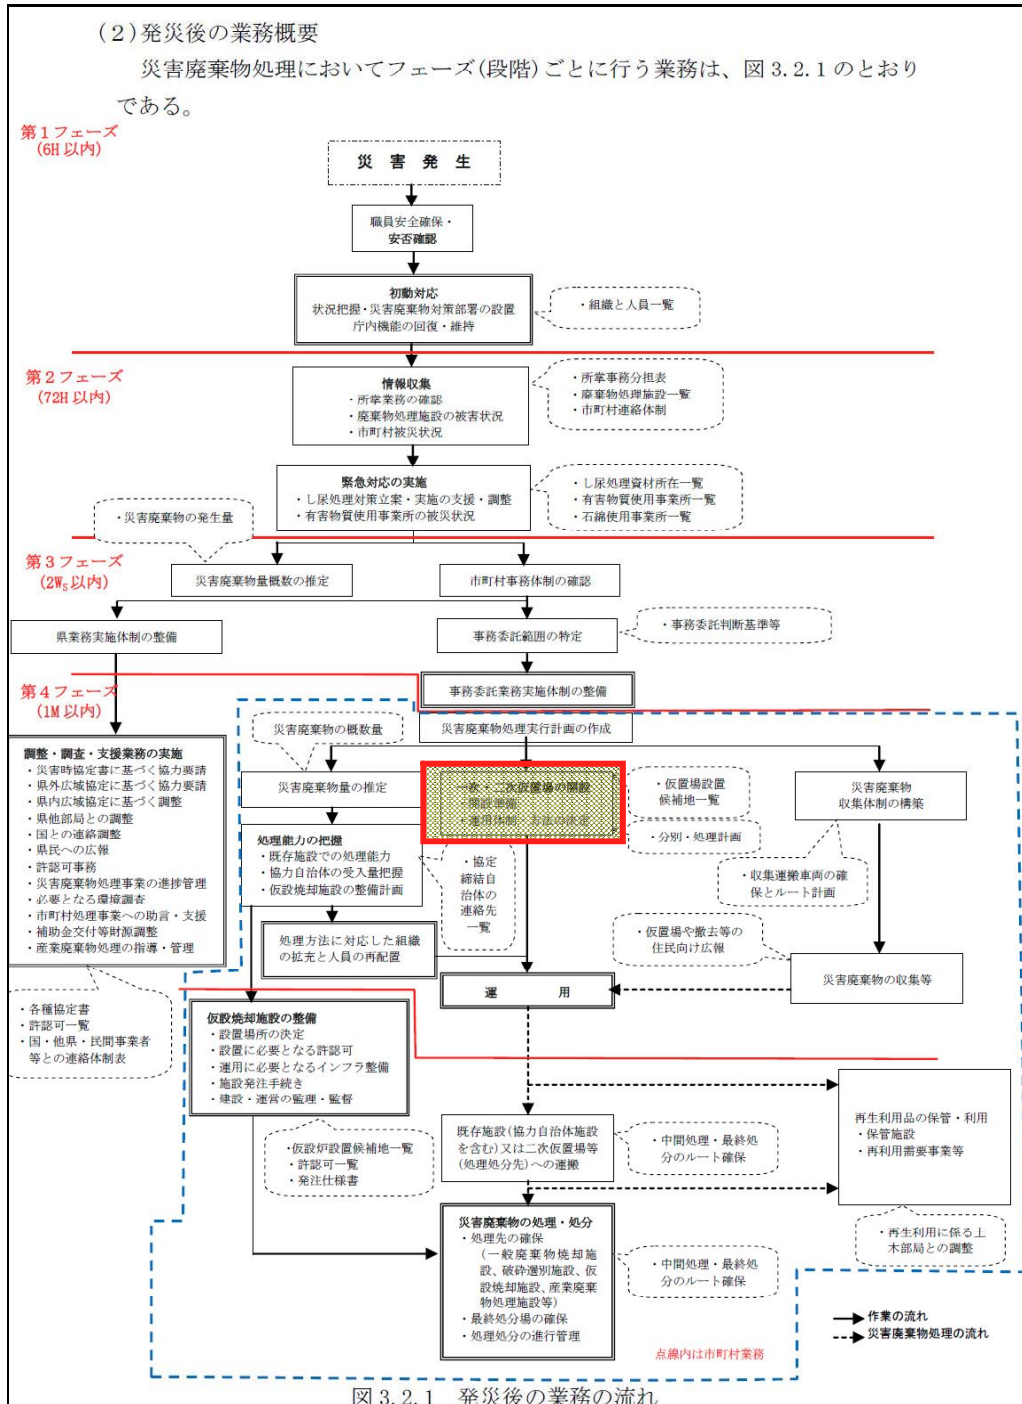 (2)発災後の業務概要
災害廃棄物処理においてフェーズ(段階)ごとに行う業務は、図3.2.1のとおり
である。
第1フェーズ
(6H以内)
災 害 発 生
職員安全確保・
安否確認
初動対応
状況把握・災害廃棄物対策部署の設置
庁内機能の回復・維持
・組織と人員一覧
第2フェーズ
(72H以内)
情報収集
・所掌業務の確認
・廃棄物処理施設の被害状況
・市町村被災状況
・所掌事務分担表
・廃棄物処理施設一覧
・市町村連絡体制
緊急対応の実施
・し尿処理対策立案・実施の支援・調整
・有害物質使用事業所の被災状況
・し尿処理資材所在一覧
・有害物質使用事業所一覧
・石綿使用事業所一覧
・災害廃棄物の発生量
第3フェーズ
(2Ws以内)
災害廃棄物量概数の推定
市町村事務体制の確認
県業務実施体制の整備
事務委託範囲の特定
・事務委託判断基準等
事務委託業務実施体制の整備
第4フェーズ
(1M以内)
災害廃棄物の概数量
災害廃棄物処理実行計画の作成
調整・調査・支援業務の実施
・災害時協定書に基づく協力要請
・県外広域協定に基づく協力要請
・県内広域協定に基づく調整
・県他部局との調整
・国との連絡調整
・県民への広報
・許認可事務
・災害廃棄物処理事業の進捗管理
・必要となる環境調査
・市町村処理事業への助言・支援
・補助金交付等財源調整
・産業廃棄物処理の指導・管理
・各種協定書
・許認可一覧
・国・他県・民間事業者
等との連絡体制表
災害廃棄物量の推定
一次・二次仮置場の開設
・開設準備
・運用体制・方法の決定
・仮置場設置
候補地一覧
・分別・処理計画
災害廃棄物
収集体制の構築
処理能力の把握
・既存施設での処理能力
・協力自治体の受入量把握
・仮設焼却施設の整備計画
・協定
締結自
治体の
連絡先
一覧
・収集運搬車両の確
保とルート計画
処理方法に対応した組織
の拡充と人員の再配置
・仮置場や撤去等の
住民向け広報
運 用
災害廃棄物の収集等
仮設焼却施設の整備
・設置場所の決定
・設置に必要となる許認可
・運用に必要となるインフラ整備
・施設発注手続き
・建設・運営の監理・監督
・仮設炉設置候補地一覧
・許認可一覧
・発注仕様書
既存施設(協力自治体施設
を含む)又は二次仮置場等
(処理処分先)への運搬
・中間処理・最終処
分のルート確保
再生利用品の保管・利用
・保管施設
・再利用需要事業等
・再生利用に係る土
木部局との調整
災害廃棄物の処理・処分
・処理先の確保
(一般廃棄物焼却施
設、破砕選別施設、仮
設焼却施設、産業廃棄
物処理施設等)
・最終処分場の確保
・処理処分の進行管理
・中間処理・最終処
分のルート確保
作業の流れ
災害廃棄物処理の流れ
点線内は市町村業務
図3.2.1 発災後の業務の流れ